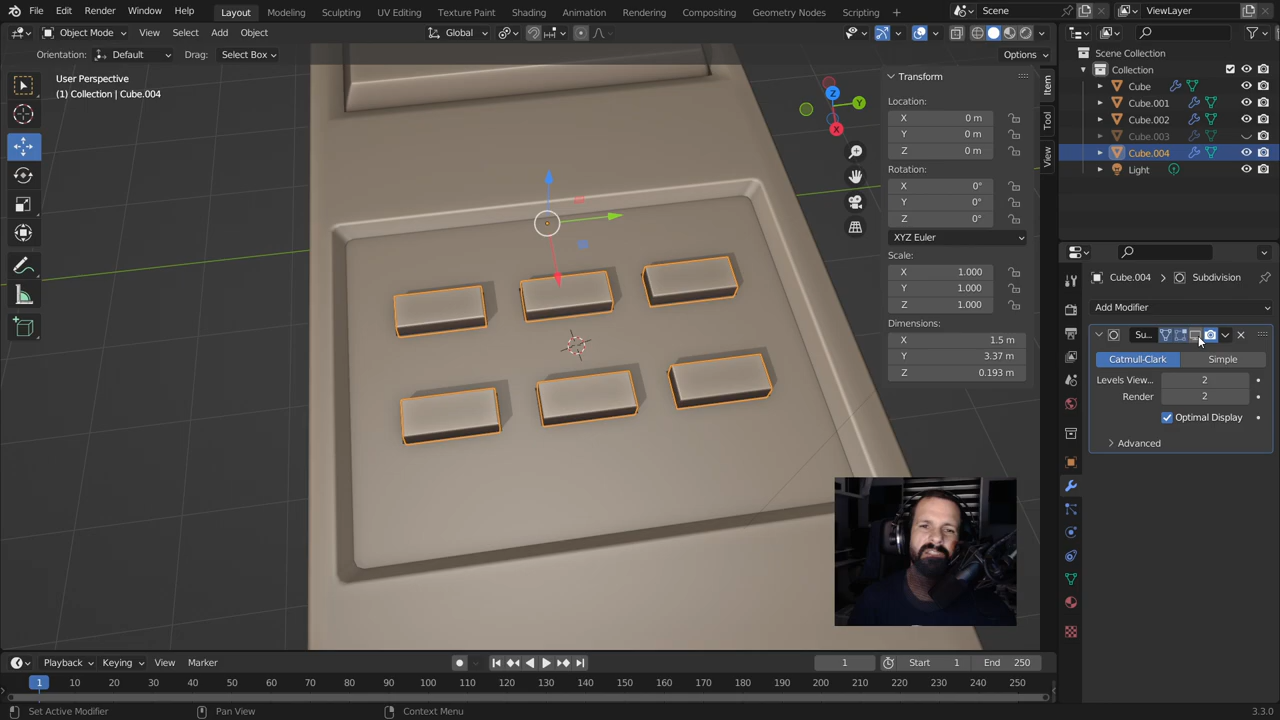 File Edit Render Window Help Layout Modeling Sculpting UV Editing Texture Paint Shading Animation Rendering Compositing Geometry Nodes Scripting Scene ViewLayer
Object Mode View Select Add Object Global
Orientation: Default Drag: Select Box Options
User Perspective
(1) Collection | Cube.004
Transform
Location:
X 0 m
Y 0 m
Z 0 m
Rotation:
X 0°
Y 0°
Z 0°
XYZ Euler
Scale:
X 1.000
Y 1.000
Z 1.000
Dimensions:
X 1.5 m
Y 3.37 m
Z 0.193 m
Item
Tool
View
Z
Y
X
Scene Collection
Collection
Cube
Cube.001
Cube.002
Cube.003
Cube.004
Light
Cube.004 Subdivision
Add Modifier
Su...
Catmull-Clark Simple
Levels View... 2
Render 2
Optimal Display
Advanced
Playback Keying View Marker 1 Start 1 End 250
1 10 20 30 40 50 60 70 80 90 100 110 120 130 140 150 160 170 180 190 200 210 220 230 240 250
Set Active Modifier Pan View Context Menu 3.3.0